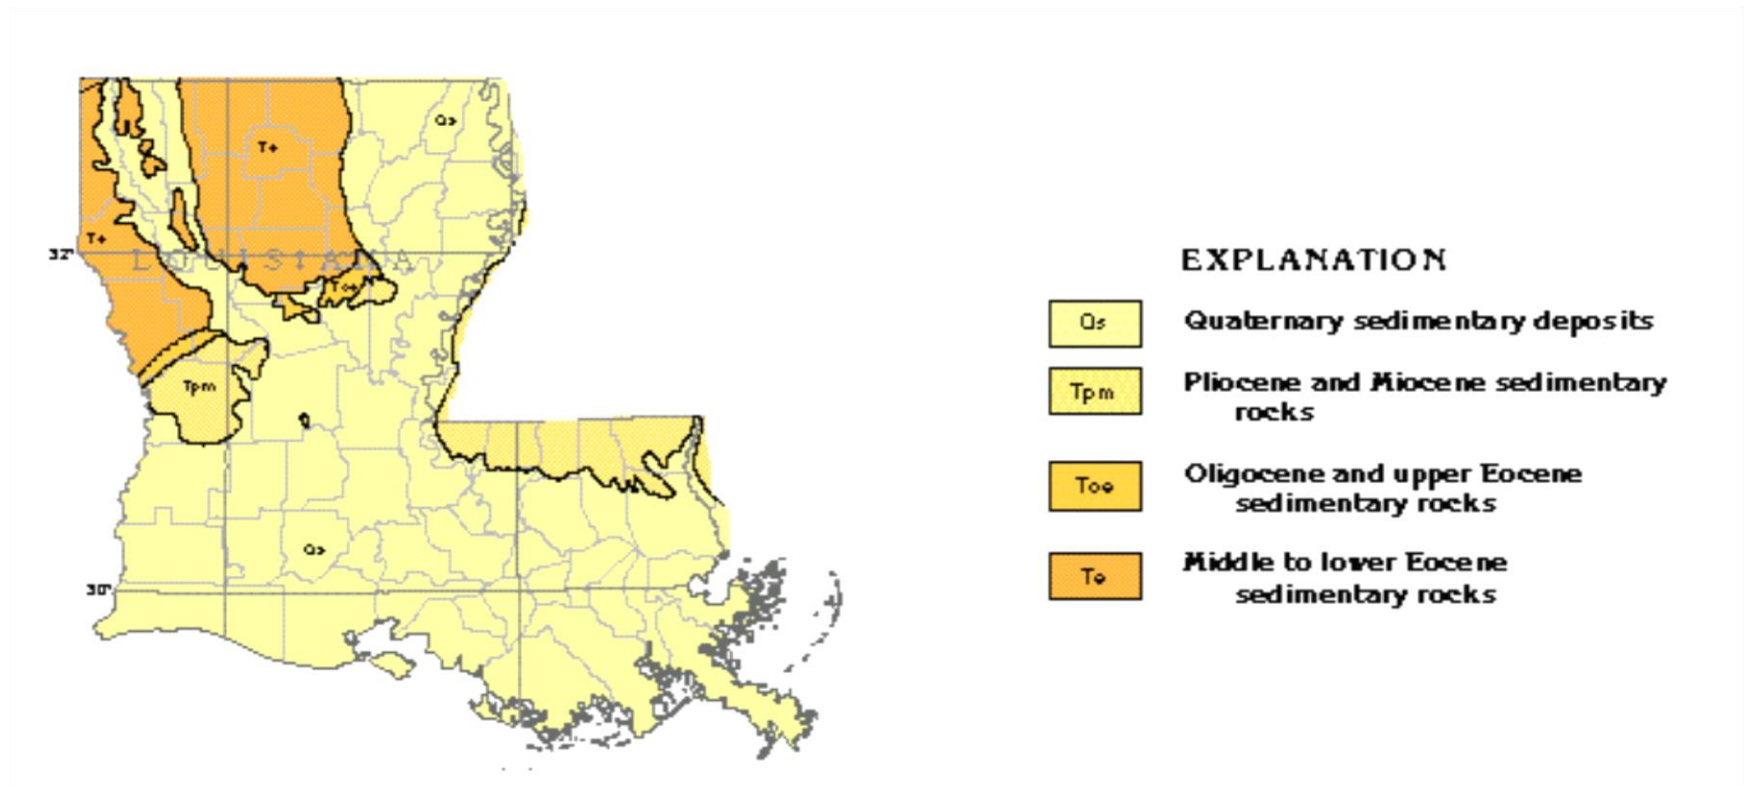 Qs
Te
Te
32°
LOUISIANA
Toe
Tpm
Qs
30°
EXPLANATION
Qs Quaternary sedimentary deposits
Tpm Pliocene and Miocene sedimentary
rocks
Toe Oligocene and upper Eocene
sedimentary rocks
Te Middle to lower Eocene
sedimentary rocks